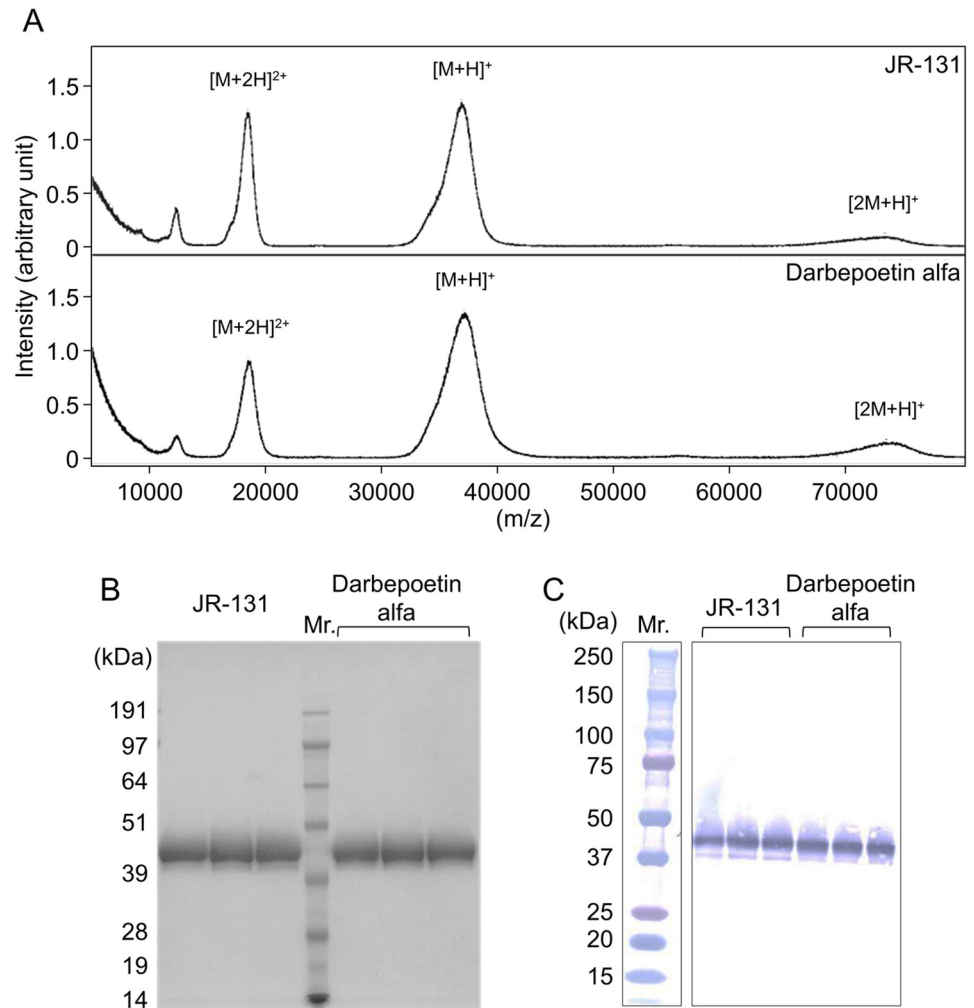 A
JR-131
[M+2H]²⁺
[M+H]⁺
[2M+H]⁺
1.5
1.0
0.5
0
Intensity (arbitrary unit)
Darbepoetin alfa
[M+H]⁺
[M+2H]²⁺
[2M+H]⁺
1.5
1.0
0.5
0
10000 20000 30000 40000 50000 60000 70000
(m/z)
B
JR-131
Mr.
Darbepoetin
alfa
(kDa)
191
97
64
51
39
28
19
14
C
(kDa)
Mr.
JR-131
Darbepoetin
alfa
250
150
100
75
50
37
25
20
15